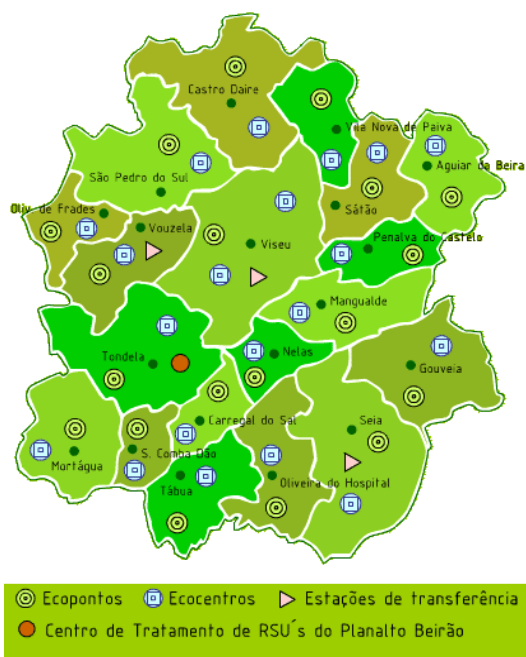 Castro Daire
Vila Nova de Paiva
Aguiar da Beira
São Pedro do Sul
Oliv. de Frades
Sátão
Vouzela
Viseu
Penalva do Castelo
Mangualde
Tondela
Nelas
Gouveia
Carregal do Sal
Seia
Mortágua
S. Comba Dão
Tábua
Oliveira do Hospital
Ecopontos Ecocentros Estações de transferência
Centro de Tratamento de RSU´s do Planalto Beirão